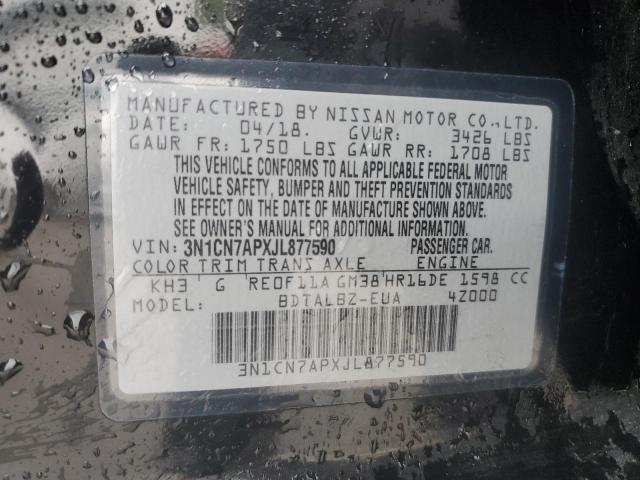 MANUFACTURED BY NISSAN MOTOR CO.,LTD.
DATE: 04/18. GVWR: 3426 LBS
GAWR FR: 1750 LBS GAWR RR: 1708 LBS
THIS VEHICLE CONFORMS TO ALL APPLICABLE FEDERAL MOTOR
VEHICLE SAFETY, BUMPER AND THEFT PREVENTION STANDARDS
IN EFFECT ON THE DATE OF MANUFACTURE SHOWN ABOVE.
SEE OWNER'S MANUAL FOR ADDITIONAL INFORMATION.
VIN: 3N1CN7APXJL877590 PASSENGER CAR.
COLOR TRIM TRANS AXLE ENGINE
KH3 G RE0F11A GM38 HR16DE 1598 CC
MODEL: BDTALBZ-EUA 42000
3N1CN7APXJL877590